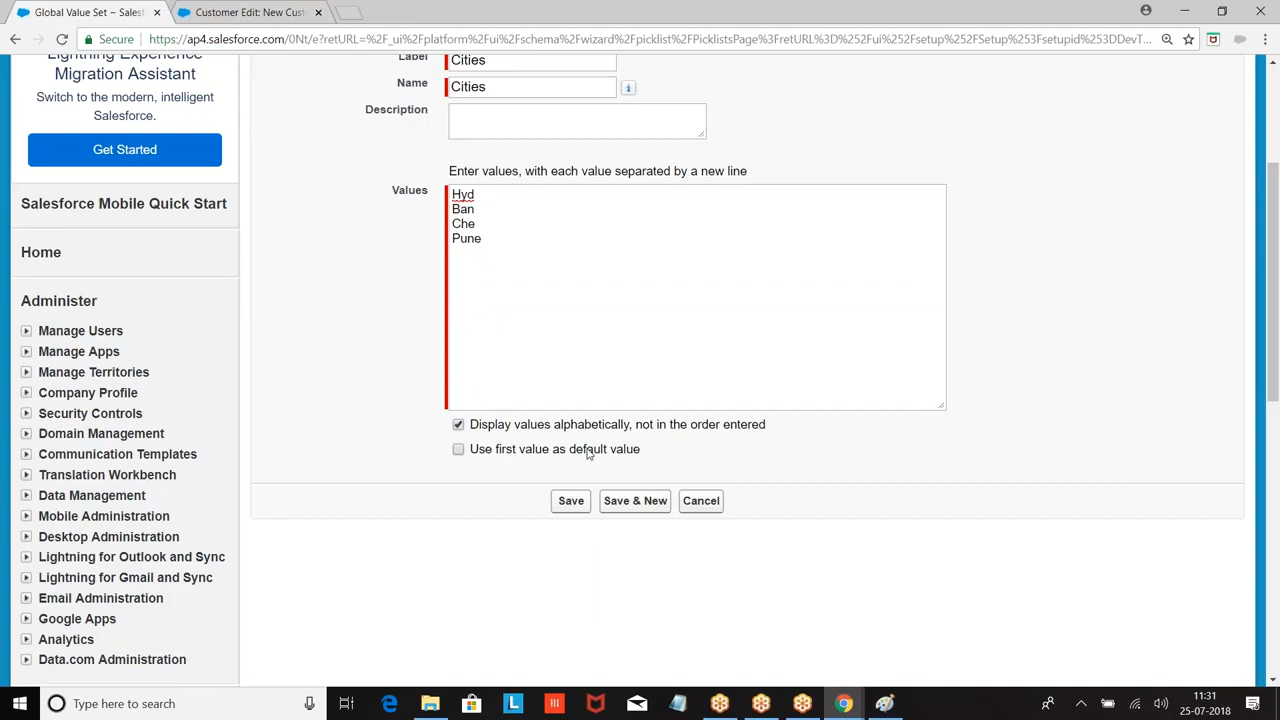 Global Value Set ~ Sales
Customer Edit: New Cus
Secure
https://ap4.salesforce.com/0Nt/e?retURL=%2F_ui%2Fplatform%2Fui%2Fschema%2Fwizard%2Fpicklist%2FPicklistsPage%3FretURL%3D%252Fui%252Fsetup%252FSetup%253Fsetupid%253DDevT...
Lightning Experience
Migration Assistant
Switch to the modern, intelligent
Salesforce.
Get Started
Salesforce Mobile Quick Start
Home
Administer
Manage Users
Manage Apps
Manage Territories
Company Profile
Security Controls
Domain Management
Communication Templates
Translation Workbench
Data Management
Mobile Administration
Desktop Administration
Lightning for Outlook and Sync
Lightning for Gmail and Sync
Email Administration
Google Apps
Analytics
Data.com Administration
Label Cities
Name Cities
Description
Enter values, with each value separated by a new line
Values
Hyd
Ban
Che
Pune
Display values alphabetically, not in the order entered
Use first value as default value
Save Save & New Cancel
Type here to search
11:31
25-07-2018